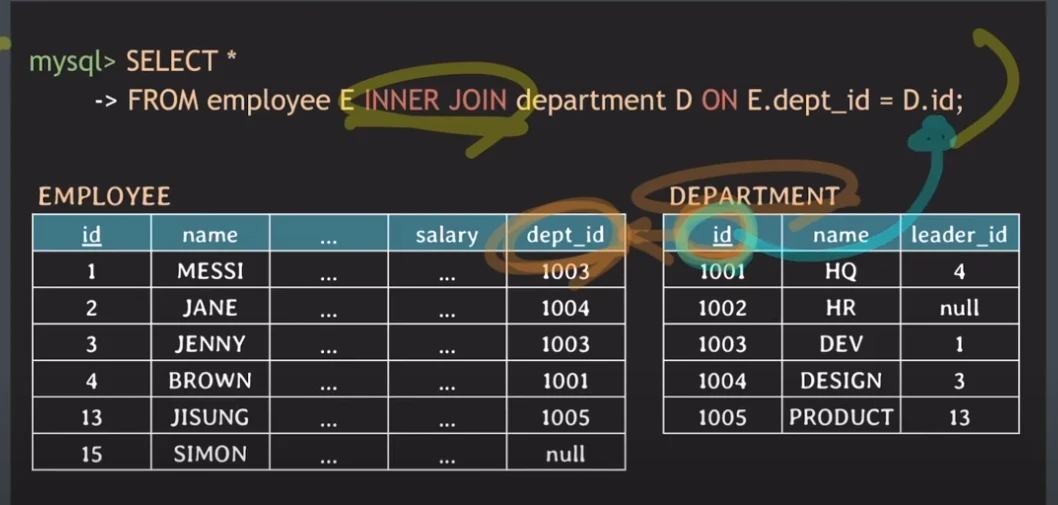 mysql> SELECT *
-> FROM employee E INNER JOIN department D ON E.dept_id = D.id;
EMPLOYEE
id name ... salary dept_id
1 MESSI ... ... 1003
2 JANE ... ... 1004
3 JENNY ... ... 1003
4 BROWN ... ... 1001
13 JISUNG ... ... 1005
15 SIMON ... ... null
DEPARTMENT
id name leader_id
1001 HQ 4
1002 HR null
1003 DEV 1
1004 DESIGN 3
1005 PRODUCT 13